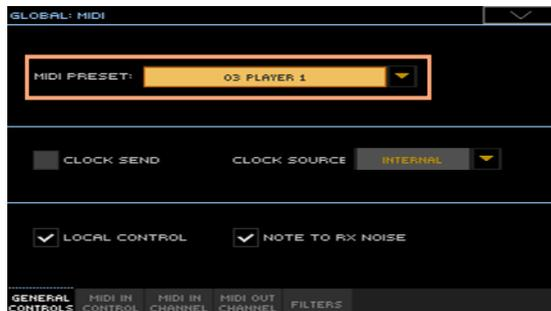 GLOBAL: MIDI
MIDI PRESET: 03 PLAYER 1
CLOCK SEND CLOCK SOURCE INTERNAL
LOCAL CONTROL NOTE TO RX NOISE
GENERAL MIDI IN MIDI IN MIDI OUT FILTERS
CONTROLS CONTROL CHANNEL CHANNEL